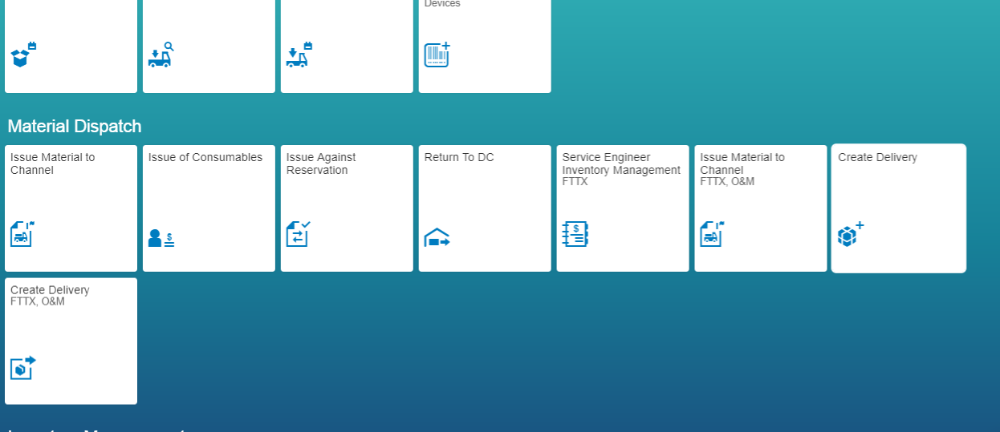 Devices
Material Dispatch
Issue Material to
Channel
Issue of Consumables
Issue Against
Reservation
Return To DC
Service Engineer
Inventory Management
FTTX
Issue Material to
Channel
FTTX, O&M
Create Delivery
Create Delivery
FTTX, O&M